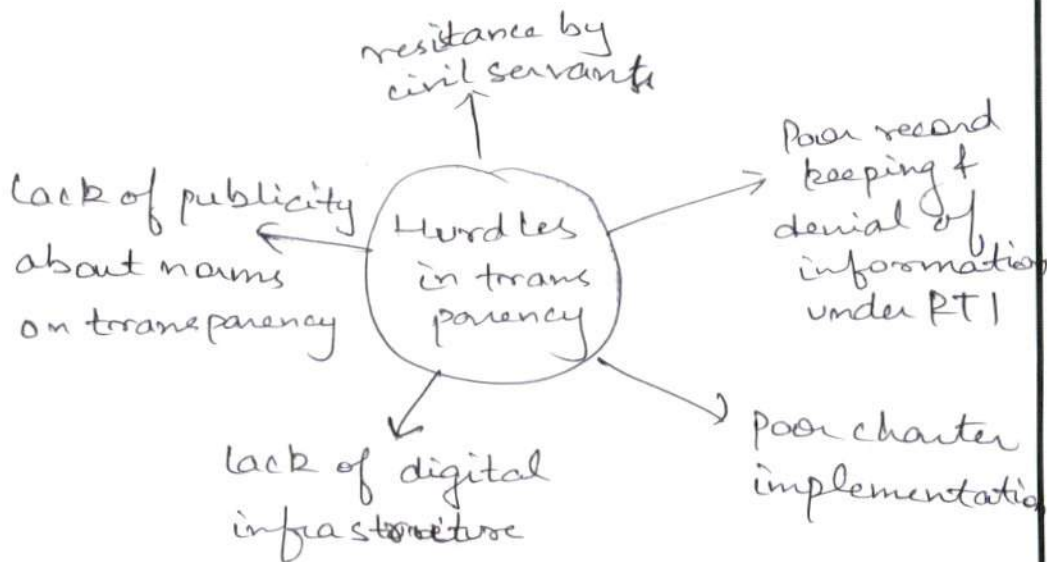 resistance by
civil servants
Poor record
keeping &
denial of
information
under RTI
lack of publicity
about norms
on transparency
Hurdles
in trans
parency
lack of digital
infrastructure
poor charter
implementation